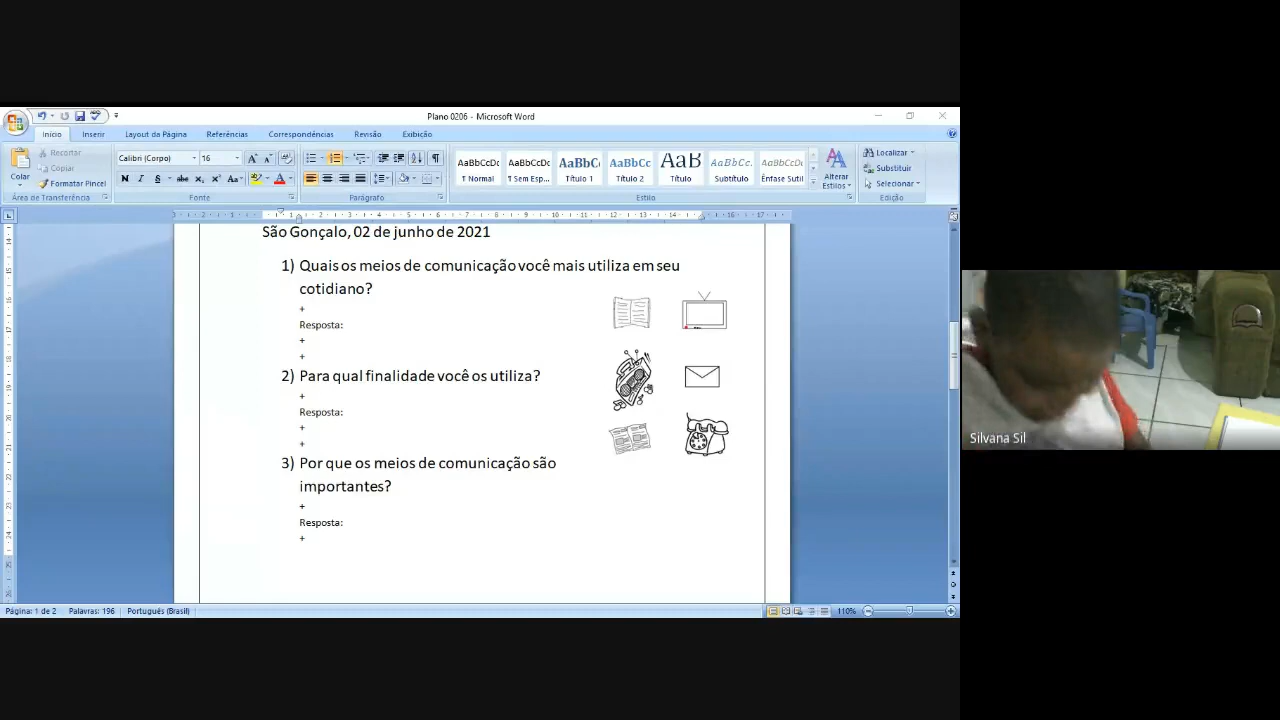 Plano 0206 - Microsoft Word
Início Inserir Layout da Página Referências Correspondências Revisão Exibição
Recortar
Copiar
Formatar Pincel
Colar
Área de Transferência
Calibri (Corpo) 16
N I S abc x₂ x² Aa
Fonte
Parágrafo
AaBbCcDc AaBbCcDc AaBbC AaBbCc AaB AaBbCc. AaBbCcDı
¶ Normal ¶ Sem Esp... Título 1 Título 2 Título Subtítulo Ênfase Sutil
Estilo
Alterar
Estilos
Localizar
Substituir
Selecionar
Edição
São Gonçalo, 02 de junho de 2021
1) Quais os meios de comunicação você mais utiliza em seu
cotidiano?
+
Resposta:
+
+
2) Para qual finalidade você os utiliza?
+
Resposta:
+
+
3) Por que os meios de comunicação são
importantes?
+
Resposta:
+
Página: 1 de 2 Palavras: 196 Português (Brasil) 110%
Silvana Sil